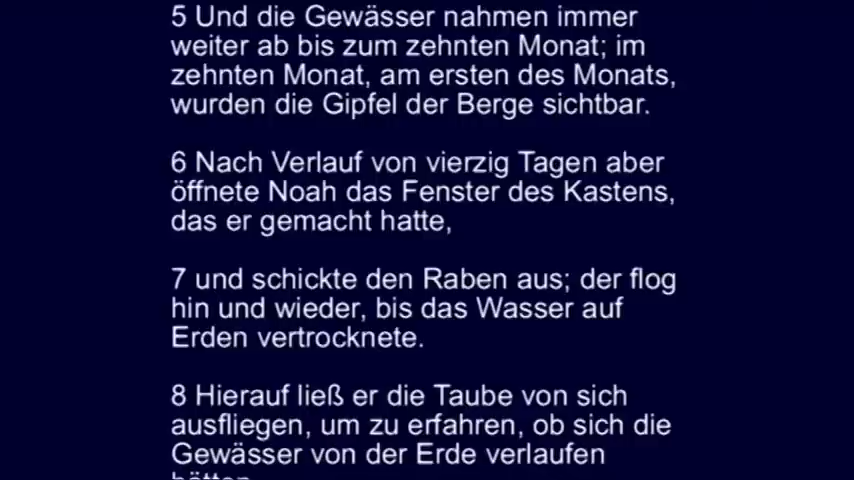 5 Und die Gewässer nahmen immer
weiter ab bis zum zehnten Monat; im
zehnten Monat, am ersten des Monats,
wurden die Gipfel der Berge sichtbar.
6 Nach Verlauf von vierzig Tagen aber
öffnete Noah das Fenster des Kastens,
das er gemacht hatte,
7 und schickte den Raben aus; der flog
hin und wieder, bis das Wasser auf
Erden vertrocknete.
8 Hierauf ließ er die Taube von sich
ausfliegen, um zu erfahren, ob sich die
Gewässer von der Erde verlaufen